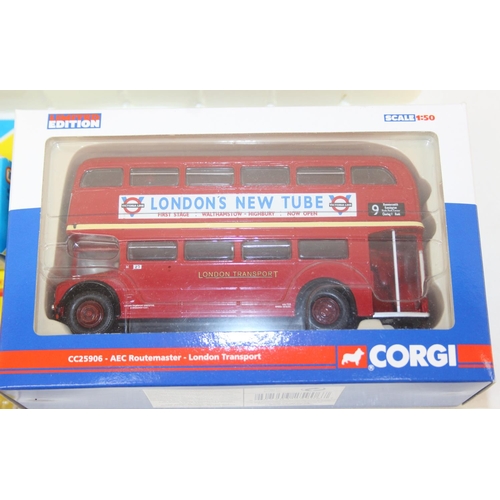 EDITION
SCALE 1:50
LONDON'S NEW TUBE
FIRST STAGE : WALTHAMSTOW - HIGHBURY : NOW OPEN
9
LONDON TRANSPORT
CC25906 - AEC Routemaster - London Transport
CORGI